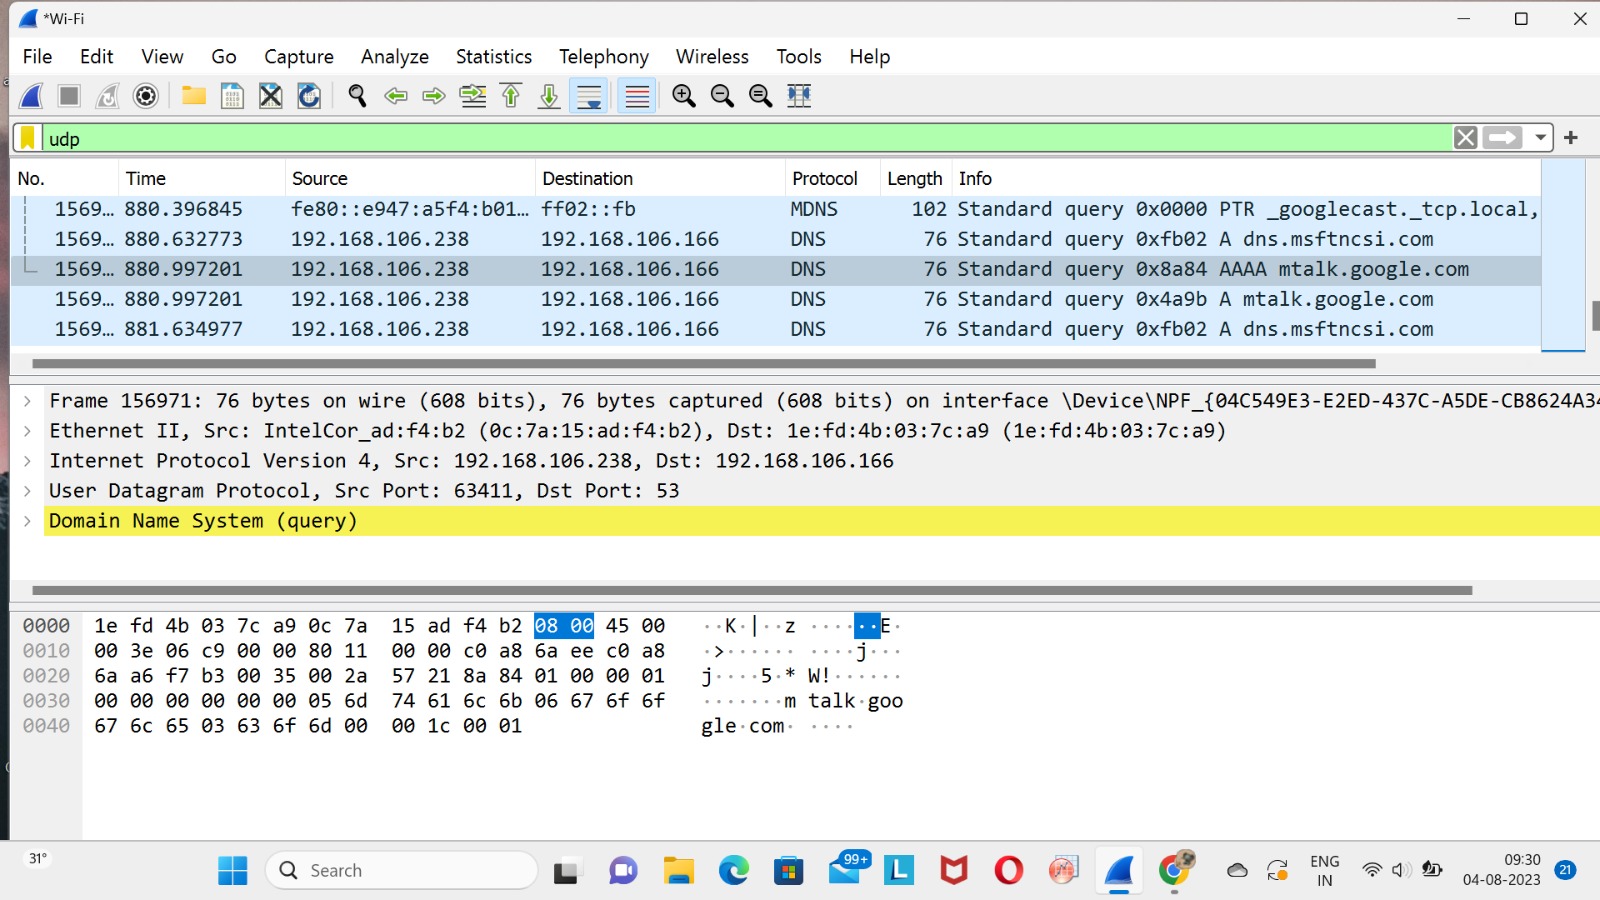 *Wi-Fi
File Edit View Go Capture Analyze Statistics Telephony Wireless Tools Help
udp
No. Time Source Destination Protocol Length Info
1569… 880.396845 fe80::e947:a5f4:b01… ff02::fb MDNS 102 Standard query 0x0000 PTR _googlecast._tcp.local,
1569… 880.632773 192.168.106.238 192.168.106.166 DNS 76 Standard query 0xfb02 A dns.msftncsi.com
1569… 880.997201 192.168.106.238 192.168.106.166 DNS 76 Standard query 0x8a84 AAAA mtalk.google.com
1569… 880.997201 192.168.106.238 192.168.106.166 DNS 76 Standard query 0x4a9b A mtalk.google.com
1569… 881.634977 192.168.106.238 192.168.106.166 DNS 76 Standard query 0xfb02 A dns.msftncsi.com
Frame 156971: 76 bytes on wire (608 bits), 76 bytes captured (608 bits) on interface \Device\NPF_{04C549E3-E2ED-437C-A5DE-CB8624A34
Ethernet II, Src: IntelCor_ad:f4:b2 (0c:7a:15:ad:f4:b2), Dst: 1e:fd:4b:03:7c:a9 (1e:fd:4b:03:7c:a9)
Internet Protocol Version 4, Src: 192.168.106.238, Dst: 192.168.106.166
User Datagram Protocol, Src Port: 63411, Dst Port: 53
Domain Name System (query)
0000 1e fd 4b 03 7c a9 0c 7a 15 ad f4 b2 08 00 45 00 ··K·|··z ······E·
0010 00 3e 06 c9 00 00 80 11 00 00 c0 a8 6a ee c0 a8 ·>······ ····j···
0020 6a a6 f7 b3 00 35 00 2a 57 21 8a 84 01 00 00 01 j····5·* W!······
0030 00 00 00 00 00 00 05 6d 74 61 6c 6b 06 67 6f 6f ·······m talk·goo
0040 67 6c 65 03 63 6f 6d 00 00 1c 00 01 gle·com· ····
31°
Search
99+
L
ENG
IN
09:30
04-08-2023
21